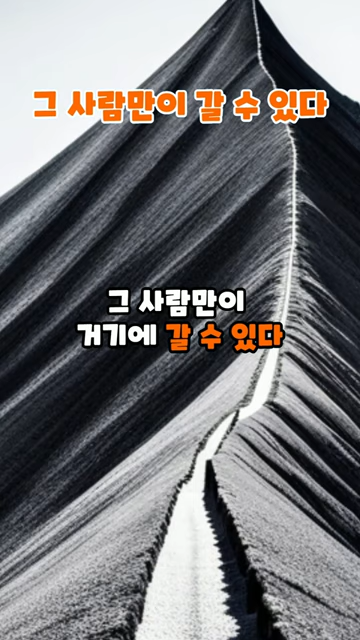 그 사람만이 갈 수 있다
그 사람만이
거기에 갈 수 있다